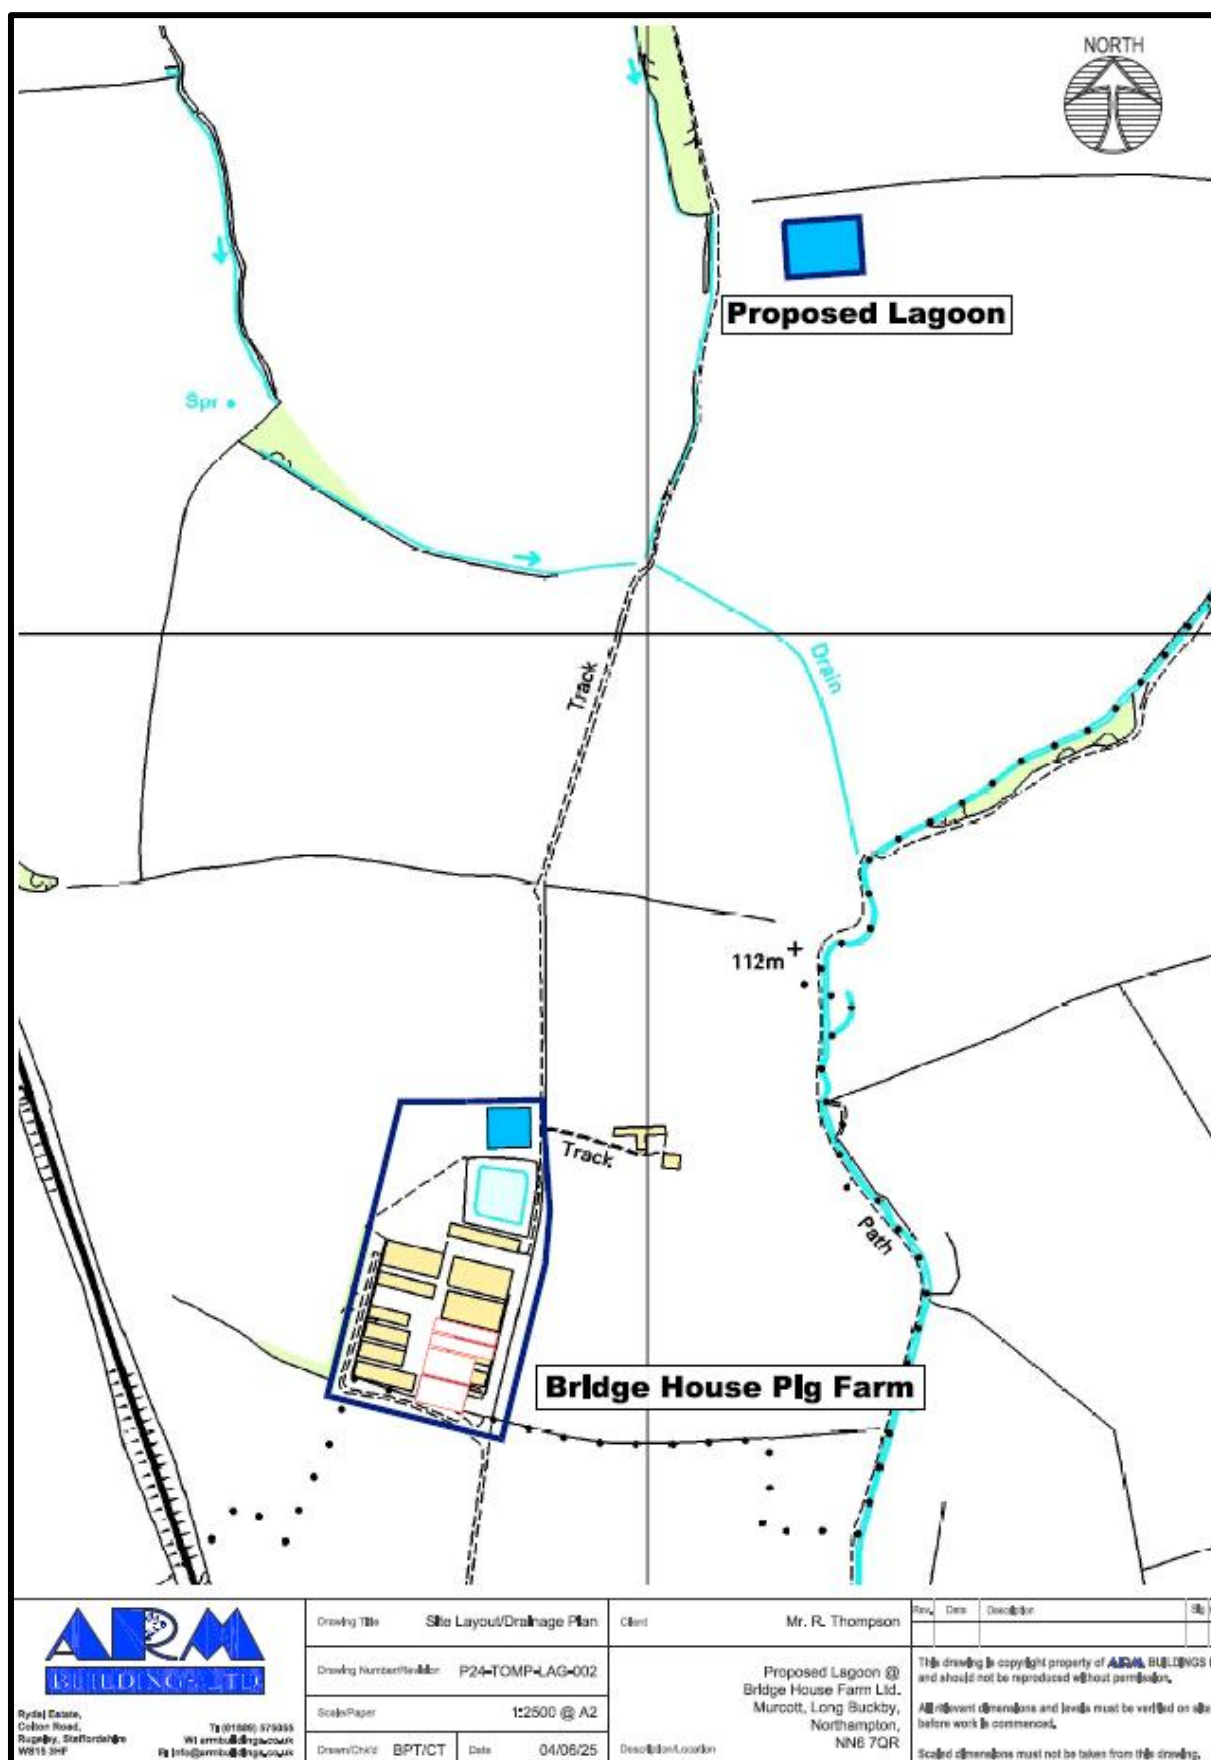 NORTH
Proposed Lagoon
Spr
Track
Drain
112m
Track
Path
Bridge House Pig Farm
ARM
BUILDINGS LTD.
Rydal Estate,
Colton Road,
Rugeley, Staffordshire
WS15 3HF
Drawing Title Site Layout/Drainage Plan
Drawing Number/Revision P24-TOMP-LAG-002
Scale/Paper 1:2500 @ A2
Drawn/Chk'd BPT/CT Date 04/06/25
Client Mr. R. Thompson
Proposed Lagoon @
Bridge House Farm Ltd.
Murcott, Long Buckby,
Northampton,
NN6 7QR
Description/Location
Rev. Date Description
This drawing is copyright property of A.R.M. BUILDINGS
and should not be reproduced without permission.
All relevant dimensions and levels must be verified on site
before work is commenced.
Scaled dimensions must not be taken from this drawing.